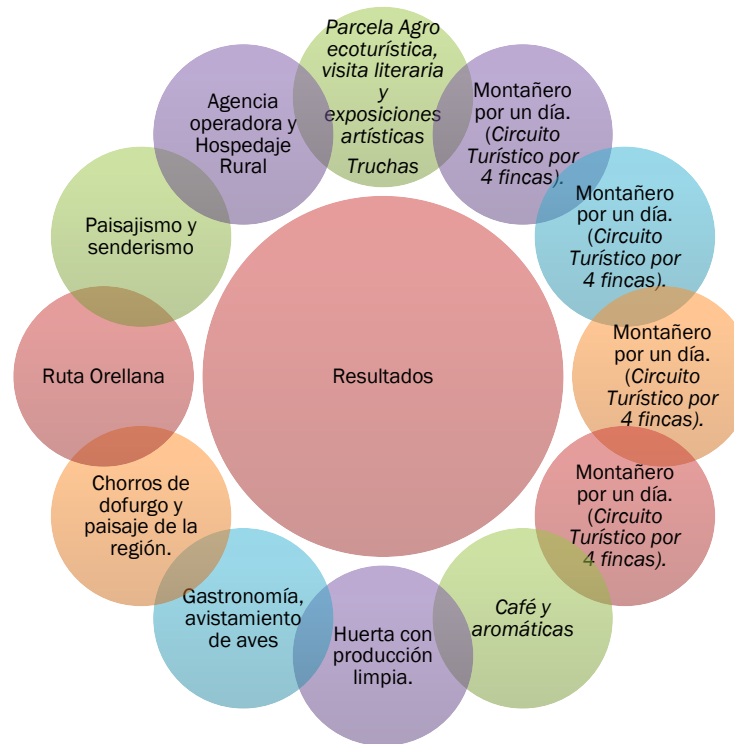 Parcela Agro
ecoturística,
visita literaria
y
exposiciones
artísticas
Truchas
Montañero
por un día.
(Circuito
Turístico por
4 fincas).
Montañero
por un día.
(Circuito
Turístico por
4 fincas).
Montañero
por un día.
(Circuito
Turístico por
4 fincas).
Montañero
por un día.
(Circuito
Turístico por
4 fincas).
Café y
aromáticas
Huerta con
producción
limpia.
Gastronomía,
avistamiento
de aves
Chorros de
dofurgo y
paisaje de la
región.
Ruta Orellana
Paisajismo y
senderismo
Agencia
operadora y
Hospedaje
Rural
Resultados